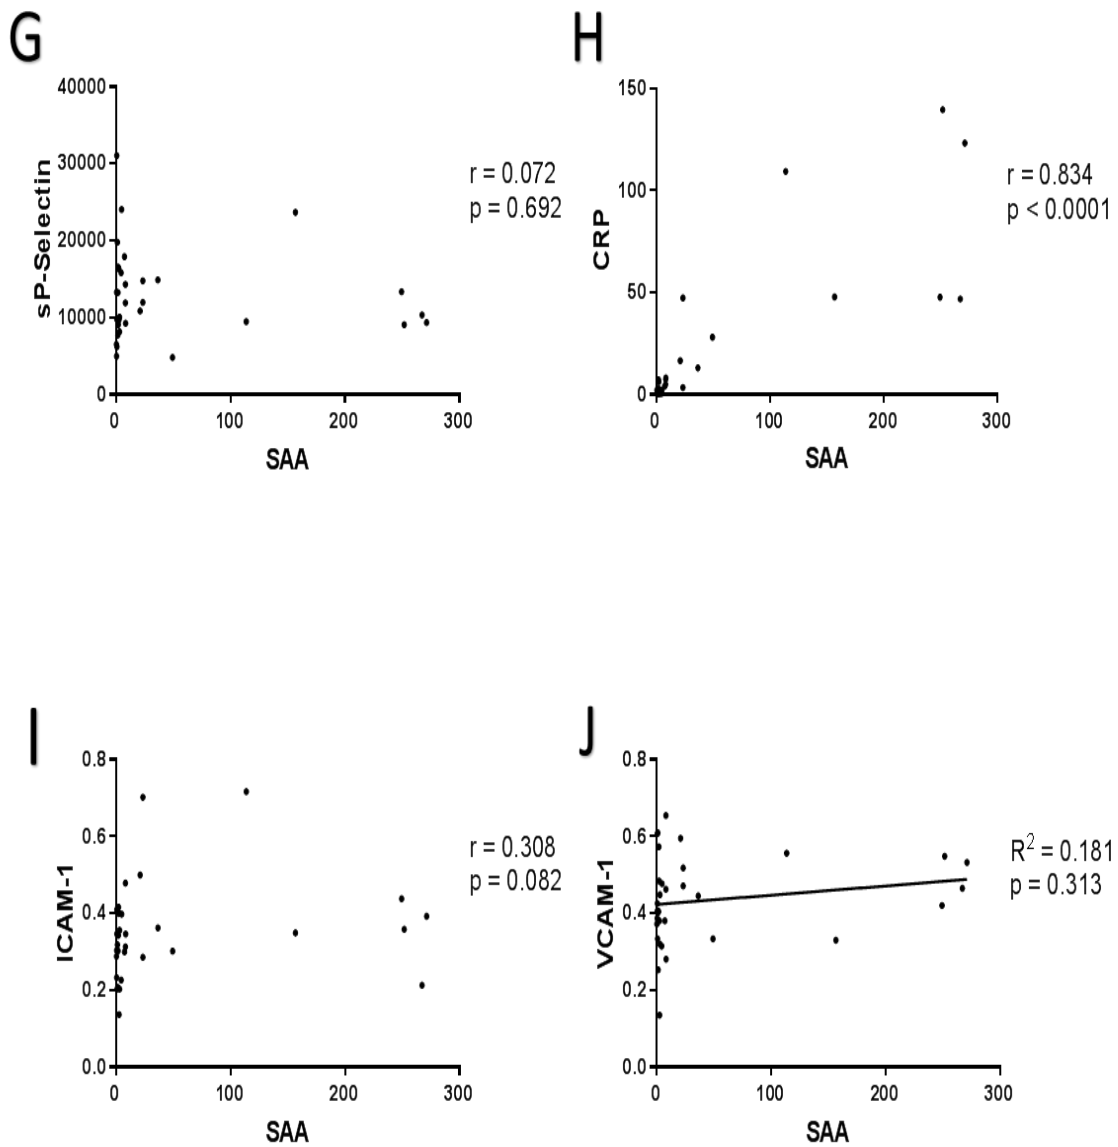 G
40000
30000
20000
10000
0
sP-Selectin
0 100 200 300
SAA
r = 0.072
p = 0.692
H
150
100
50
0
CRP
0 100 200 300
SAA
r = 0.834
p < 0.0001
I
0.8
0.6
0.4
0.2
0.0
ICAM-1
0 100 200 300
SAA
r = 0.308
p = 0.082
J
0.8
0.6
0.4
0.2
0.0
VCAM-1
0 100 200 300
SAA
R² = 0.181
p = 0.313